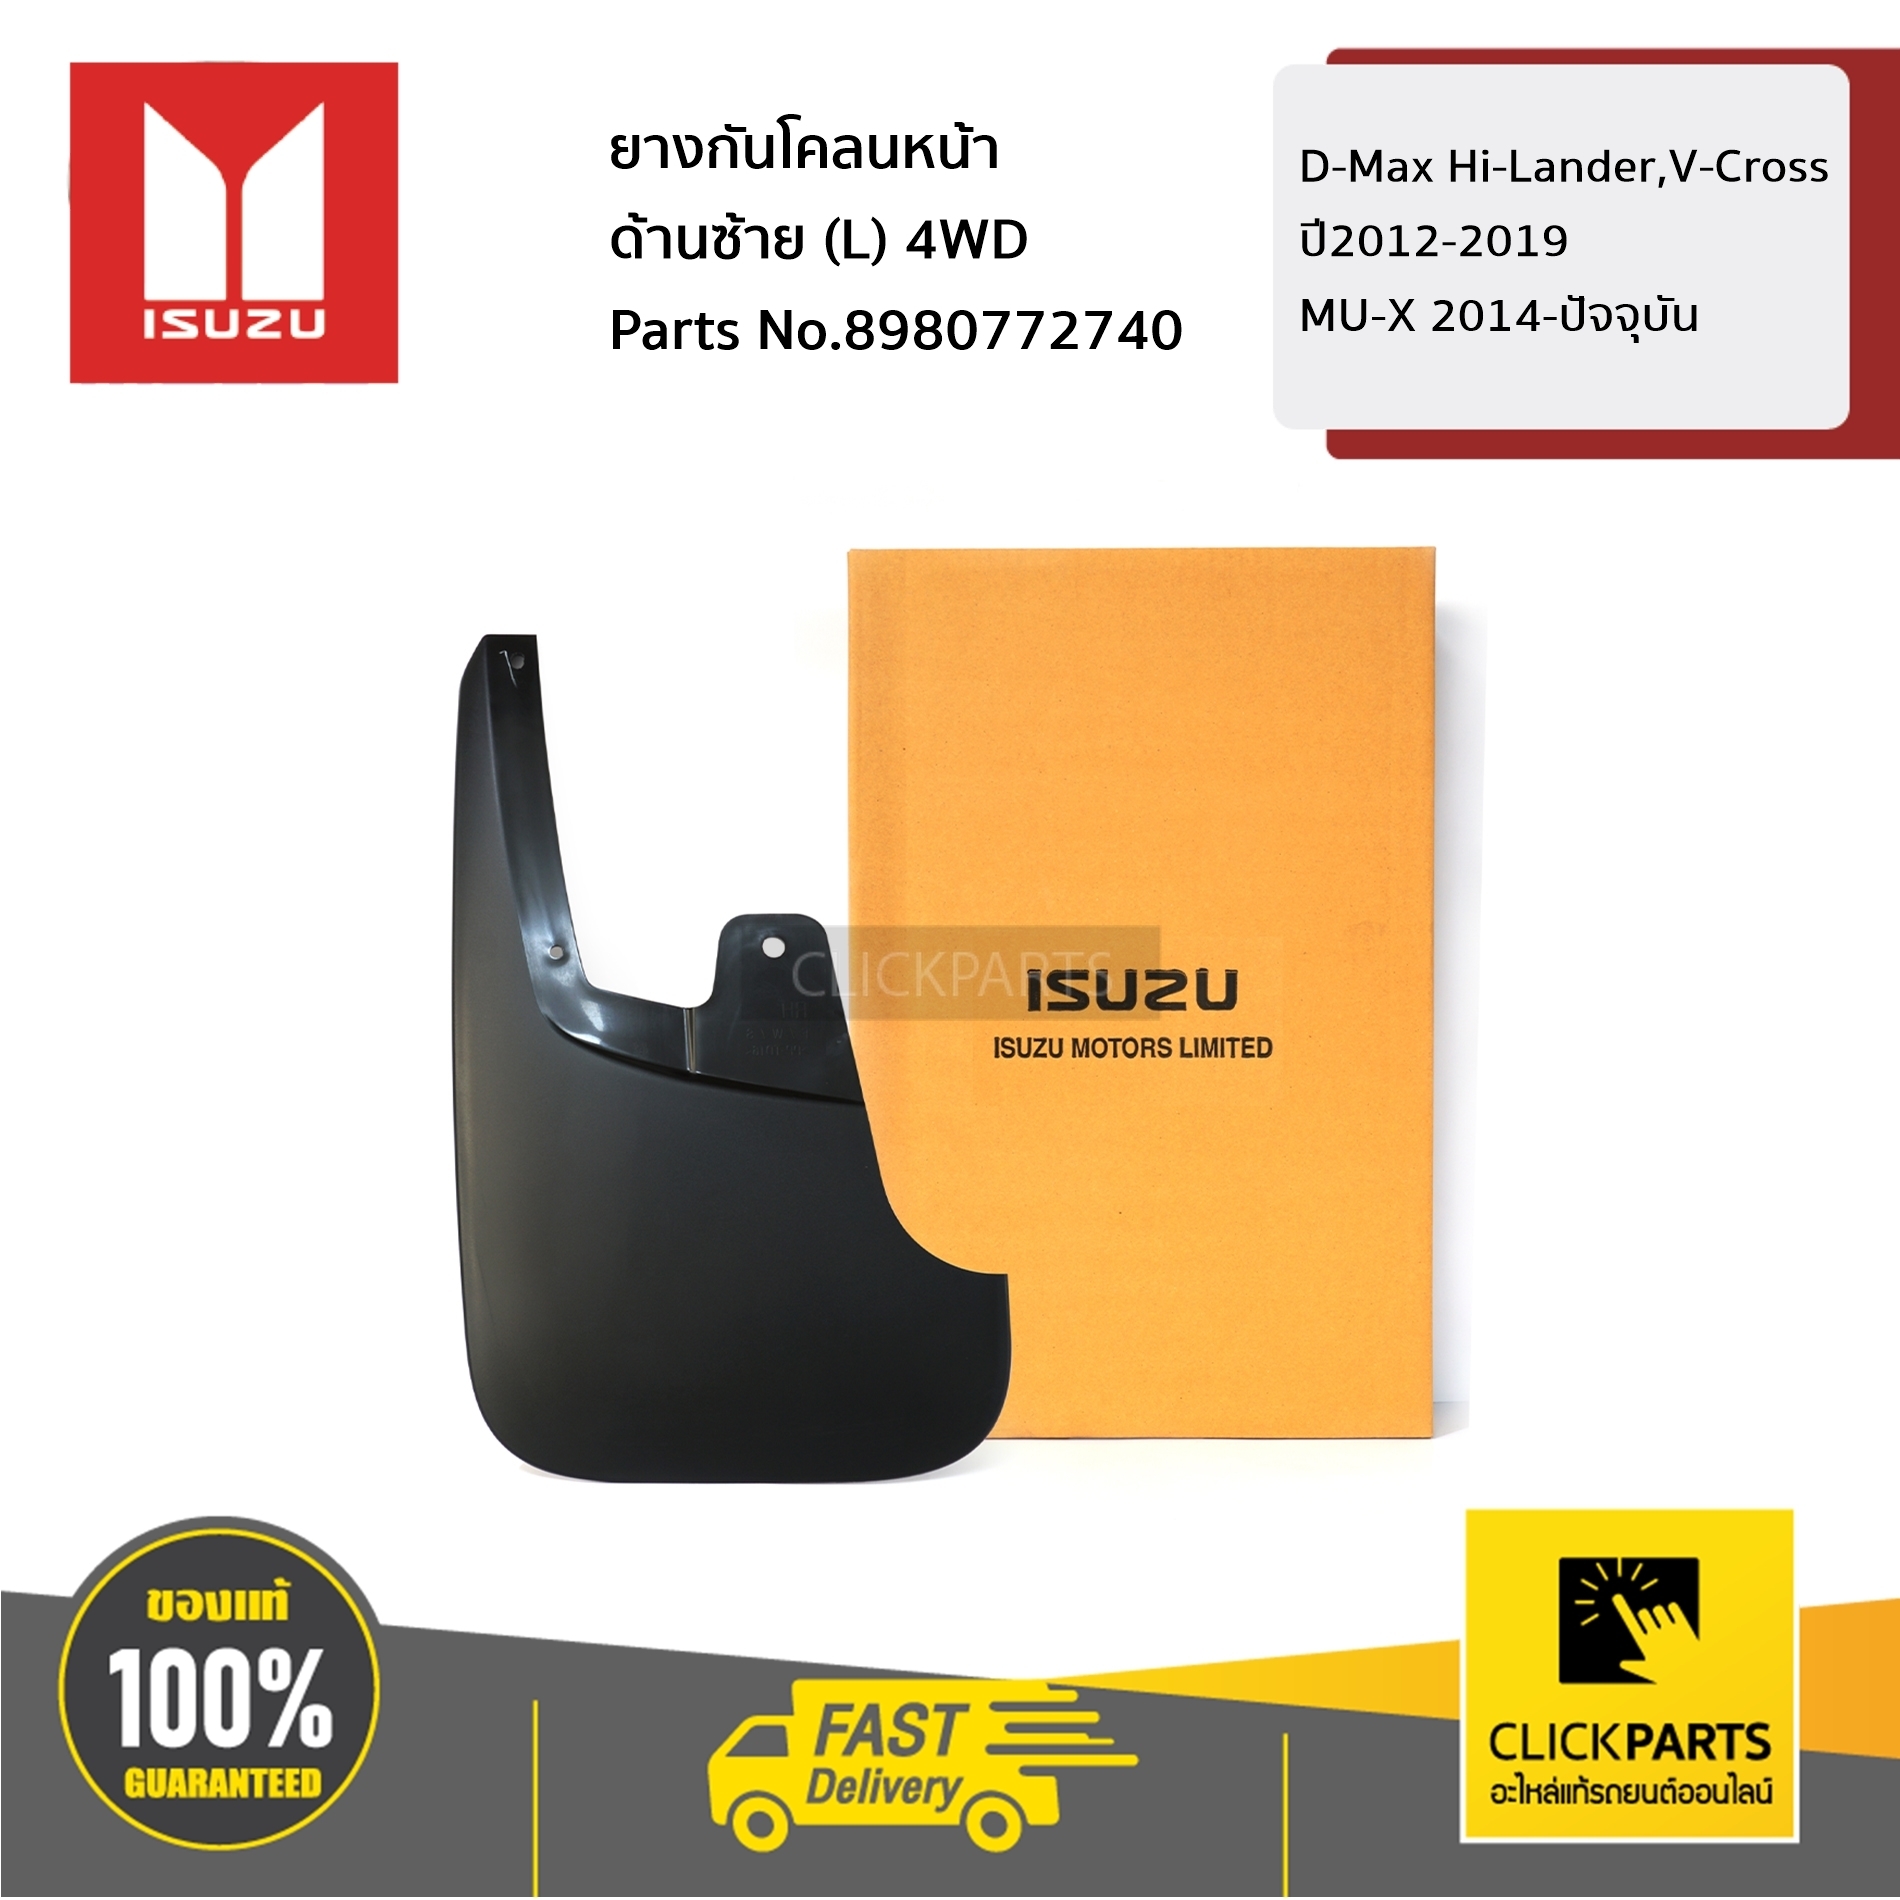 ISUZU
ยางกันโคลนหน้า
ด้านซ้าย (L) 4WD
Parts No.8980772740
D-Max Hi-Lander,V-Cross
ปี2012-2019
MU-X 2014-ปัจจุบัน
CLICKPARTS
ISUZU
ISUZU MOTORS LIMITED
ของแท้
100%
GUARANTEED
FAST
Delivery
CLICKPARTS
อะไหล่แท้รถยนต์ออนไลน์